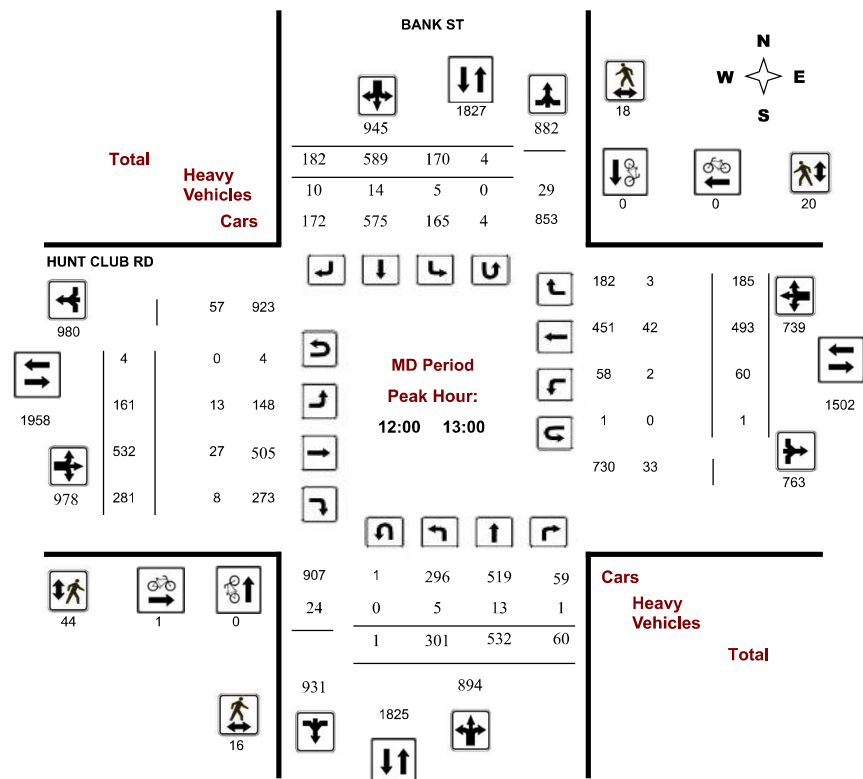 BANK ST
N
W E
S
945 1827 882 18
Total 182 589 170 4
Heavy
Vehicles 10 14 5 0 29
Cars 172 575 165 4 853
0 0 20
HUNT CLUB RD
980 57 923
4 0 4
1958 161 13 148
532 27 505
978 281 8 273
MD Period
Peak Hour:
12:00 13:00
182 3 185
451 42 493 739
58 2 60
1 0 1 1502
730 33 763
44 1 0
907 1 296 519 59 Cars
24 0 5 13 1 Heavy
Vehicles
1 301 532 60 Total
931 894
1825
16